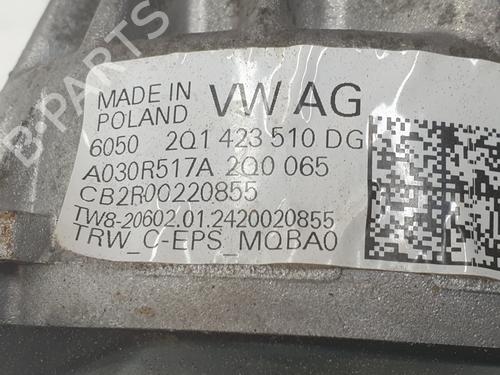 B-PARTS
MADE IN POLAND VW AG
6050 2Q1 423 510 DG
A030R517A 2Q0 065
CB2R00220855
TW8-20602.01.2420020855
TRW_C-EPS_MQBA0